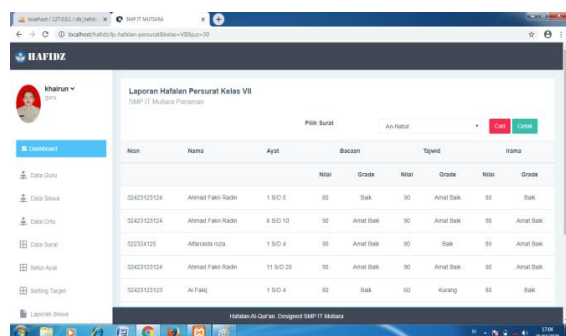 localhost / 127.0.0.1 / db_hafidz
SMP IT MUTIARA
localhost/hafidz/lp-hafalan-persurat&kelas=VII&juz=30
HAFIDZ
khairun
guru
Dashboard
Data Guru
Data Siswa
Data Ortu
Data Surat
Setor Ayat
Setting Target
Laporan Siswa
Laporan Hafalan Persurat Kelas VII
SMP IT Mutiara Pariaman
Pilih Surat An-Naba' Cari Cetak
Nisn Nama Ayat Bacaan Tajwid Irama
Nilai Grade Nilai Grade Nilai Grade
32423123124 Ahmad Fakri Radin 1 S/D 5 80 Baik 90 Amat Baik 80 Baik
32423123124 Ahmad Fakri Radin 6 S/D 10 90 Amat Baik 90 Amat Baik 90 Amat Baik
322324125 Alfarrasta roza 1 S/D 4 90 Amat Baik 80 Baik 89 Amat Baik
32423123124 Ahmad Fakri Radin 11 S/D 20 90 Amat Baik 90 Amat Baik 90 Amat Baik
32423123123 Al Faliq 1 S/D 4 80 Baik 60 Kurang 80 Baik
Hafalan Al-Qur'an. Designed SMP IT Mutiara
17:04